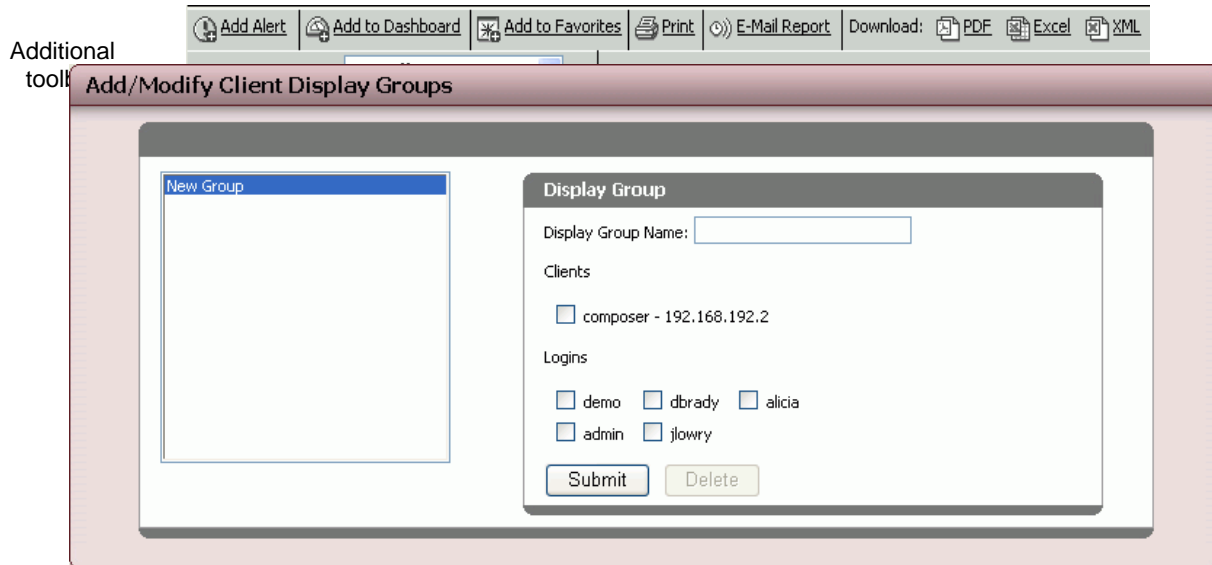 Add Alert Add to Dashboard Add to Favorites Print E-Mail Report Download: PDF Excel XML
Additional
Add/Modify Client Display Groups
New Group
Display Group
Display Group Name:
Clients
composer - 192.168.192.2
Logins
demo dbrady alicia
admin jlowry
Submit Delete